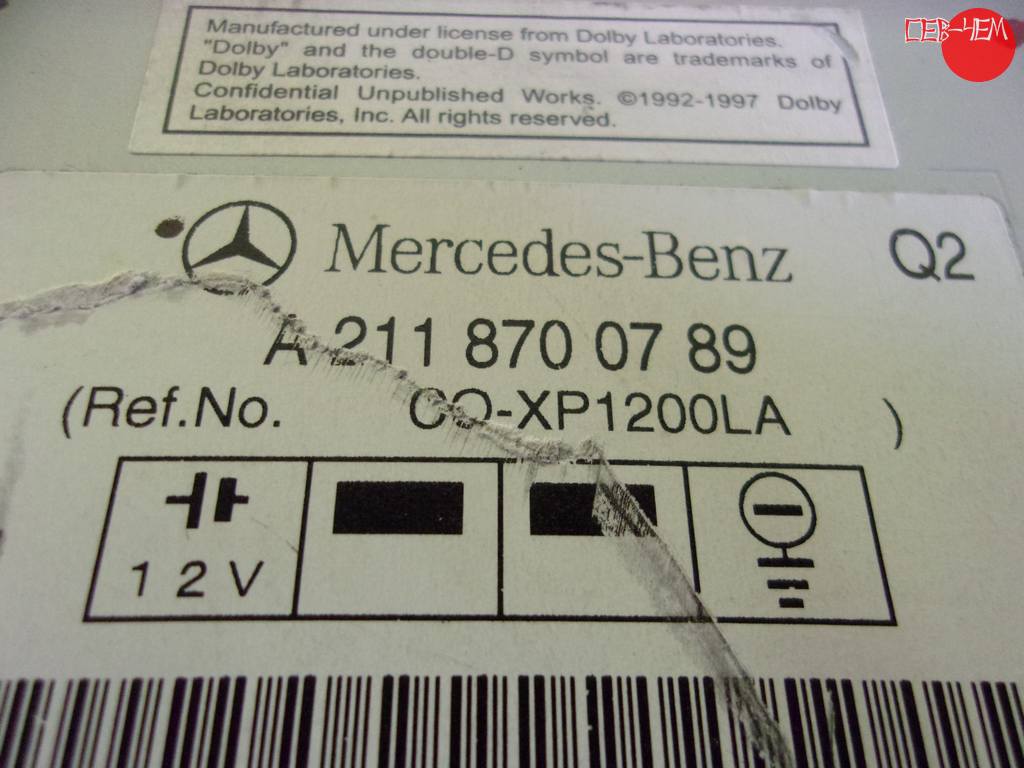 Manufactured under license from Dolby Laboratories.
"Dolby" and the double-D symbol are trademarks of
Dolby Laboratories.
Confidential Unpublished Works. ©1992-1997 Dolby
Laboratories, Inc. All rights reserved.
Mercedes-Benz Q2
A 211 870 07 89
(Ref.No. CQ-XP1200LA )
12V
СЕВ-ЧЕМ